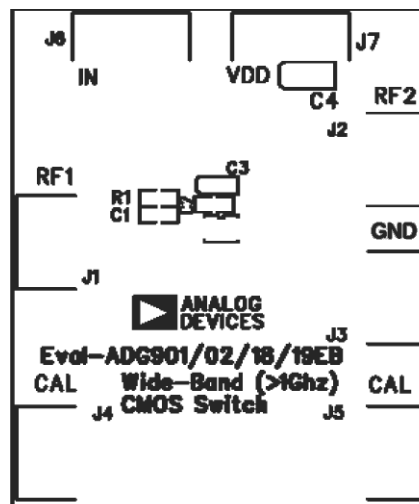 J6
J7
IN
VDD
C4
RF2
J2
RF1
C3
R1
C1
GND
J1
ANALOG
DEVICES
J3
Eval-ADG901/02/18/19EB
CAL
Wide-Band (>1Ghz)
CAL
J4
CMOS Switch
J5